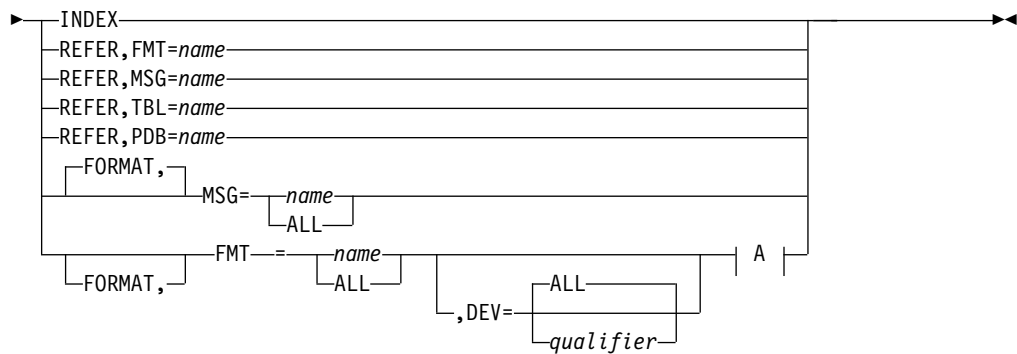 INDEX
REFER,FMT=name
REFER,MSG=name
REFER,TBL=name
REFER,PDB=name
FORMAT,
MSG= name
ALL
FMT = name A
FORMAT, ALL ALL
,DEV=
qualifier